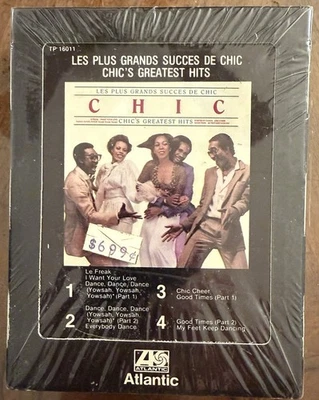 TP 16011
LES PLUS GRANDS SUCCES DE CHIC
CHIC'S GREATEST HITS
LES PLUS GRANDS SUCCES DE CHIC
CHIC
CHIC'S GREATEST HITS
$6.99¢
1
Le Freak
I Want Your Love
Dance, Dance, Dance
(Yowsah, Yowsah,
Yowsah)* (Part 1)
2
Dance, Dance, Dance
(Yowsah, Yowsah,
Yowsah)* (Part 2)
Everybody Dance
3
Chic Cheer
Good Times (Part 1)
4
Good Times (Part 2)
My Feet Keep Dancing
ATLANTIC
Atlantic